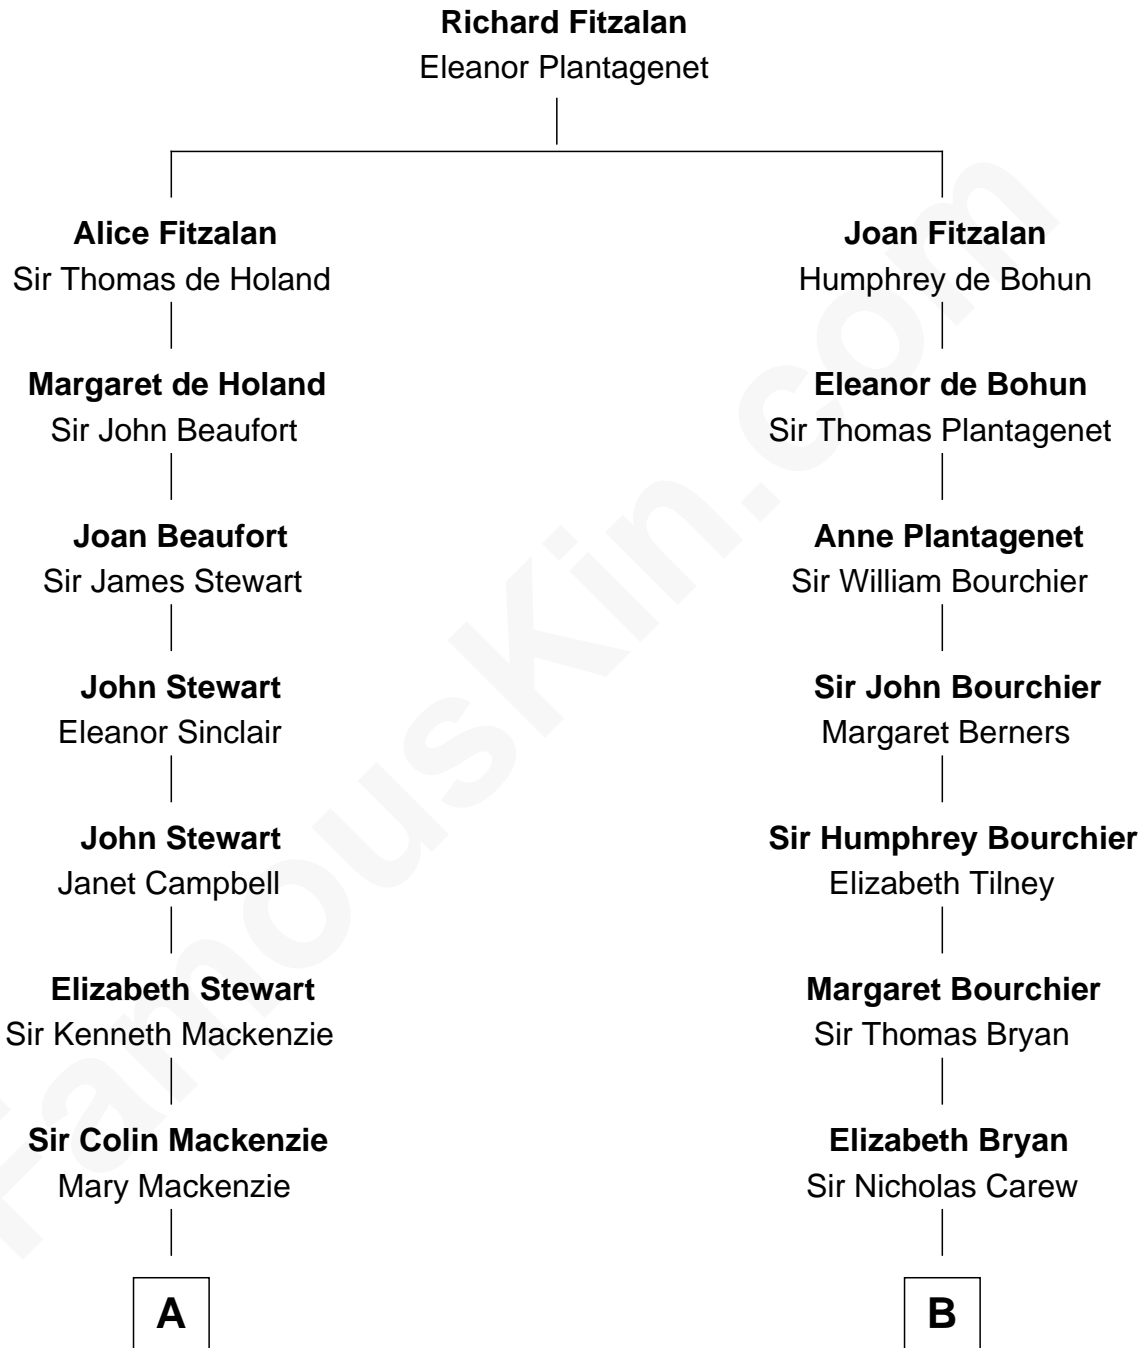 Richard Fitzalan
Eleanor Plantagenet
Alice Fitzalan
Sir Thomas de Holand
Margaret de Holand
Sir John Beaufort
Joan Beaufort
Sir James Stewart
John Stewart
Eleanor Sinclair
John Stewart
Janet Campbell
Elizabeth Stewart
Sir Kenneth Mackenzie
Sir Colin Mackenzie
Mary Mackenzie
A
Joan Fitzalan
Humphrey de Bohun
Eleanor de Bohun
Sir Thomas Plantagenet
Anne Plantagenet
Sir William Bourchier
Sir John Bourchier
Margaret Berners
Sir Humphrey Bourchier
Elizabeth Tilney
Margaret Bourchier
Sir Thomas Bryan
Elizabeth Bryan
Sir Nicholas Carew
B
FamousKin.com